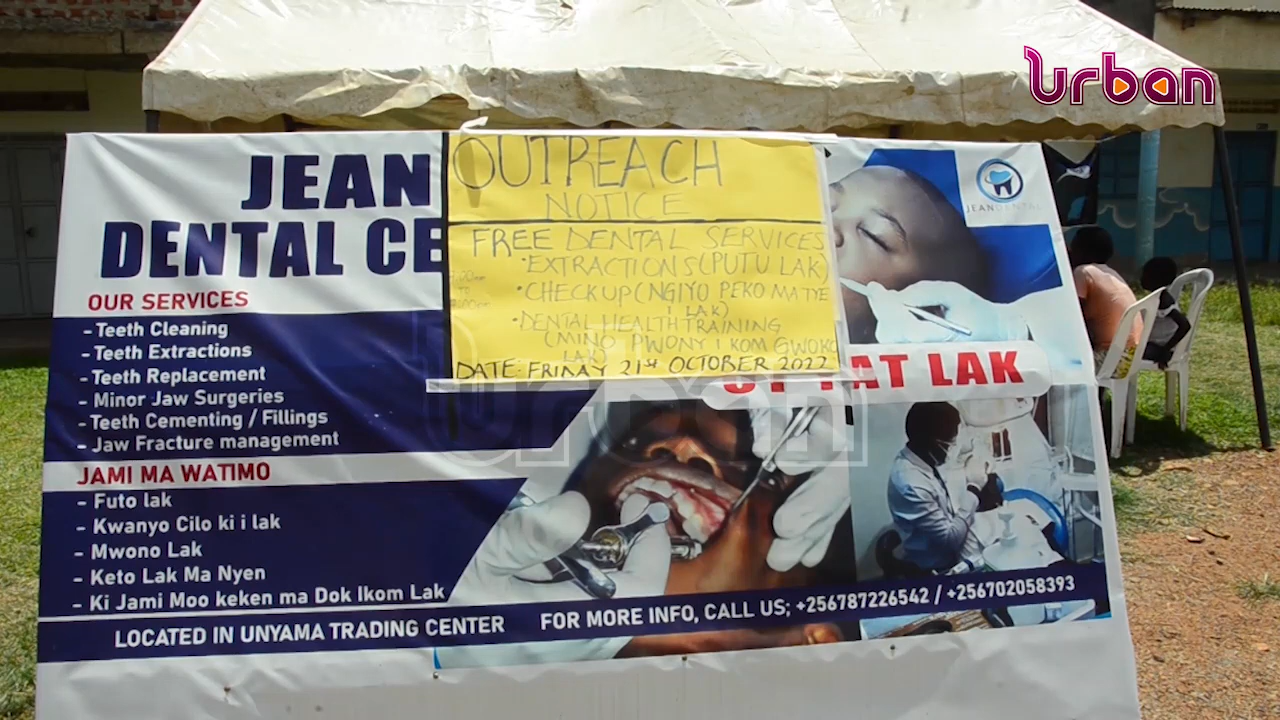 Urban
JEAN
DENTAL CE
OUR SERVICES
- Teeth Cleaning
- Teeth Extractions
- Teeth Replacement
- Minor Jaw Surgeries
- Teeth Cementing / Fillings
- Jaw Fracture management
JAMI MA WATIMO
- Futo lak
- Kwanyo Cilo ki i lak
- Mwono Lak
- Keto Lak Ma Nyen
- Ki Jami Moo keken ma Dok Ikom Lak
LOCATED IN UNYAMA TRADING CENTER
FOR MORE INFO, CALL US; +256787226542 / +256702058393
OUTREACH
NOTICE
FREE DENTAL SERVICES
•EXTRACTIONS(PUTU LAK)
•CHECKUP(NGIYO PEKO MA TYE
I LAK)
•DENTAL HEALTH TRAINING
(MINO PWONY I KOM GWOKO
LAK)
DATE: FRIDAY 21st OCTOBER 2022
JEANDENTAL
LAK
Urban